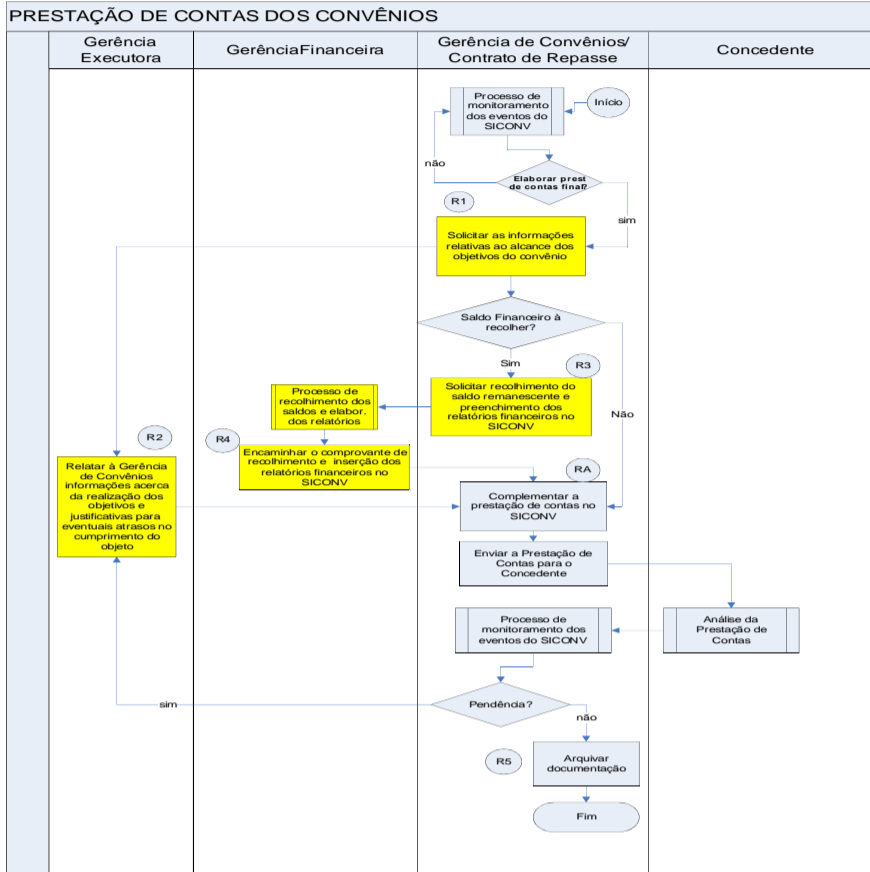 PRESTAÇÃO DE CONTAS DOS CONVÊNIOS
Gerência
Executora
GerênciaFinanceira
Gerência de Convênios/
Contrato de Repasse
Concedente
Processo de
monitoramento
dos eventos do
SICONV
Início
não
Elaborar prest
de contas final?
R1
sim
Solicitar as informações
relativas ao alcance dos
objetivos do convênio
Saldo Financeiro à
recolher?
Sim
R3
Solicitar recolhimento do
saldo remanescente e
preenchimento dos
relatórios financeiros no
SICONV
Não
Processo de
recolhimento dos
saldos e elabor.
dos relatórios
R2
R4
Encaminhar o comprovante de
recolhimento e inserção dos
relatórios financeiros no
SICONV
Relatar à Gerência
de Convênios
informações acerca
da realização dos
objetivos e
justificativas para
eventuais atrasos no
cumprimento do
objeto
RA
Complementar a
prestação de contas no
SICONV
Enviar a Prestação de
Contas para o
Concedente
Processo de
monitoramento dos
eventos do SICONV
Análise da
Prestação de
Contas
Pendência?
sim
não
R5
Arquivar
documentação
Fim